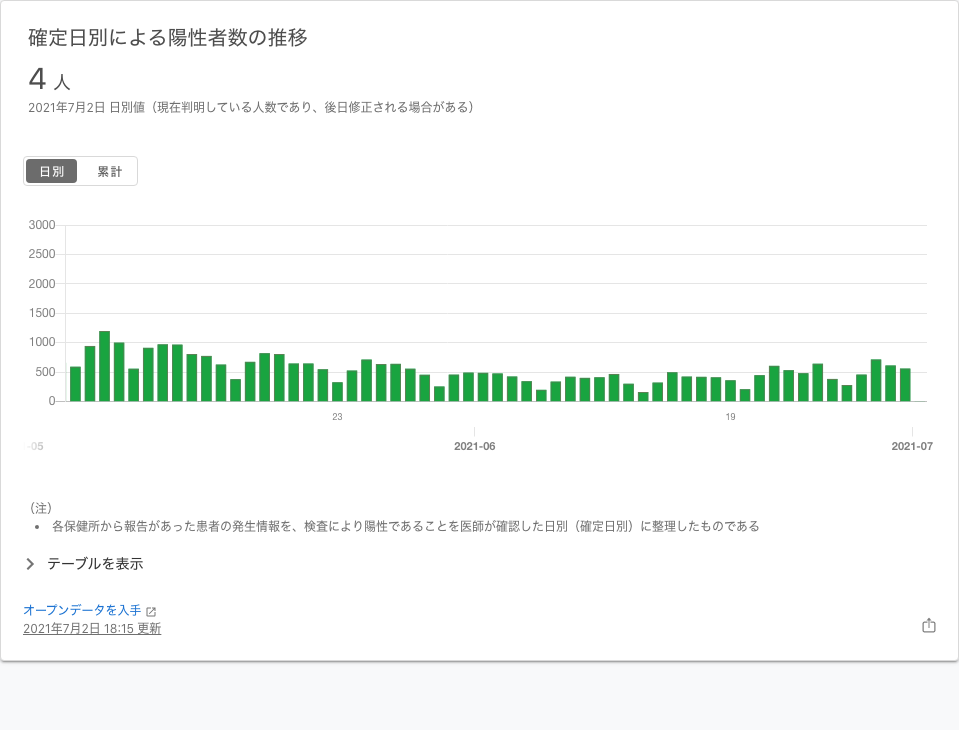 確定日別による陽性者数の推移
4 人
2021年7月2日 日別値（現在判明している人数であり、後日修正される場合がある）
日別 累計
3000
2500
2000
1500
1000
500
0
23 19
-05 2021-06 2021-07
（注）
• 各保健所から報告があった患者の発生情報を、検査により陽性であることを医師が確認した日別（確定日別）に整理したものである
テーブルを表示
オープンデータを入手
2021年7月2日 18:15 更新